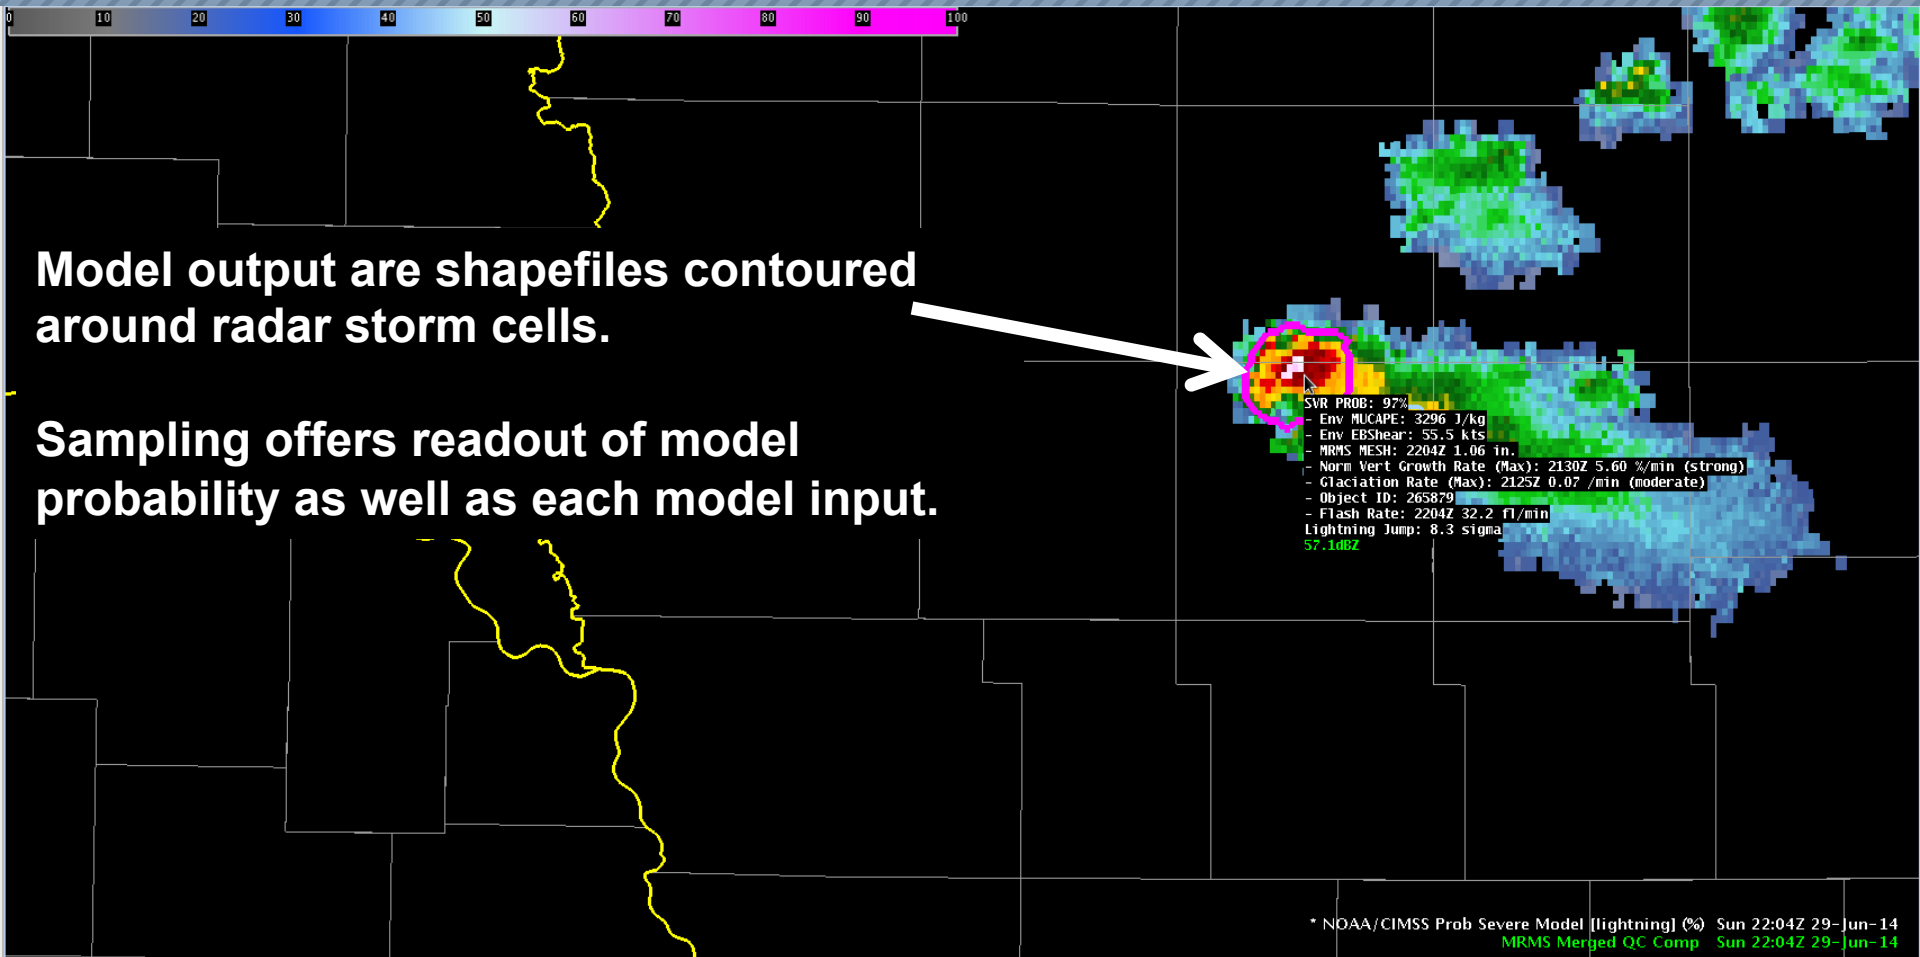 0 10 20 30 40 50 60 70 80 90 100
Model output are shapefiles contoured
around radar storm cells.
Sampling offers readout of model
probability as well as each model input.
SVR PROB: 97%
- Env MUCAPE: 3296 J/kg
- Env EBShear: 55.5 kts
- MRMS MESH: 2204Z 1.06 in.
- Norm Vert Growth Rate (Max): 2130Z 5.60 %/min (strong)
- Glaciation Rate (Max): 2125Z 0.07 /min (moderate)
- Object ID: 265879
- Flash Rate: 2204Z 32.2 fl/min
Lightning Jump: 8.3 sigma
57.1dBZ
* NOAA/CIMSS Prob Severe Model [lightning] (%) Sun 22:04Z 29-Jun-14
MRMS Merged QC Comp Sun 22:04Z 29-Jun-14